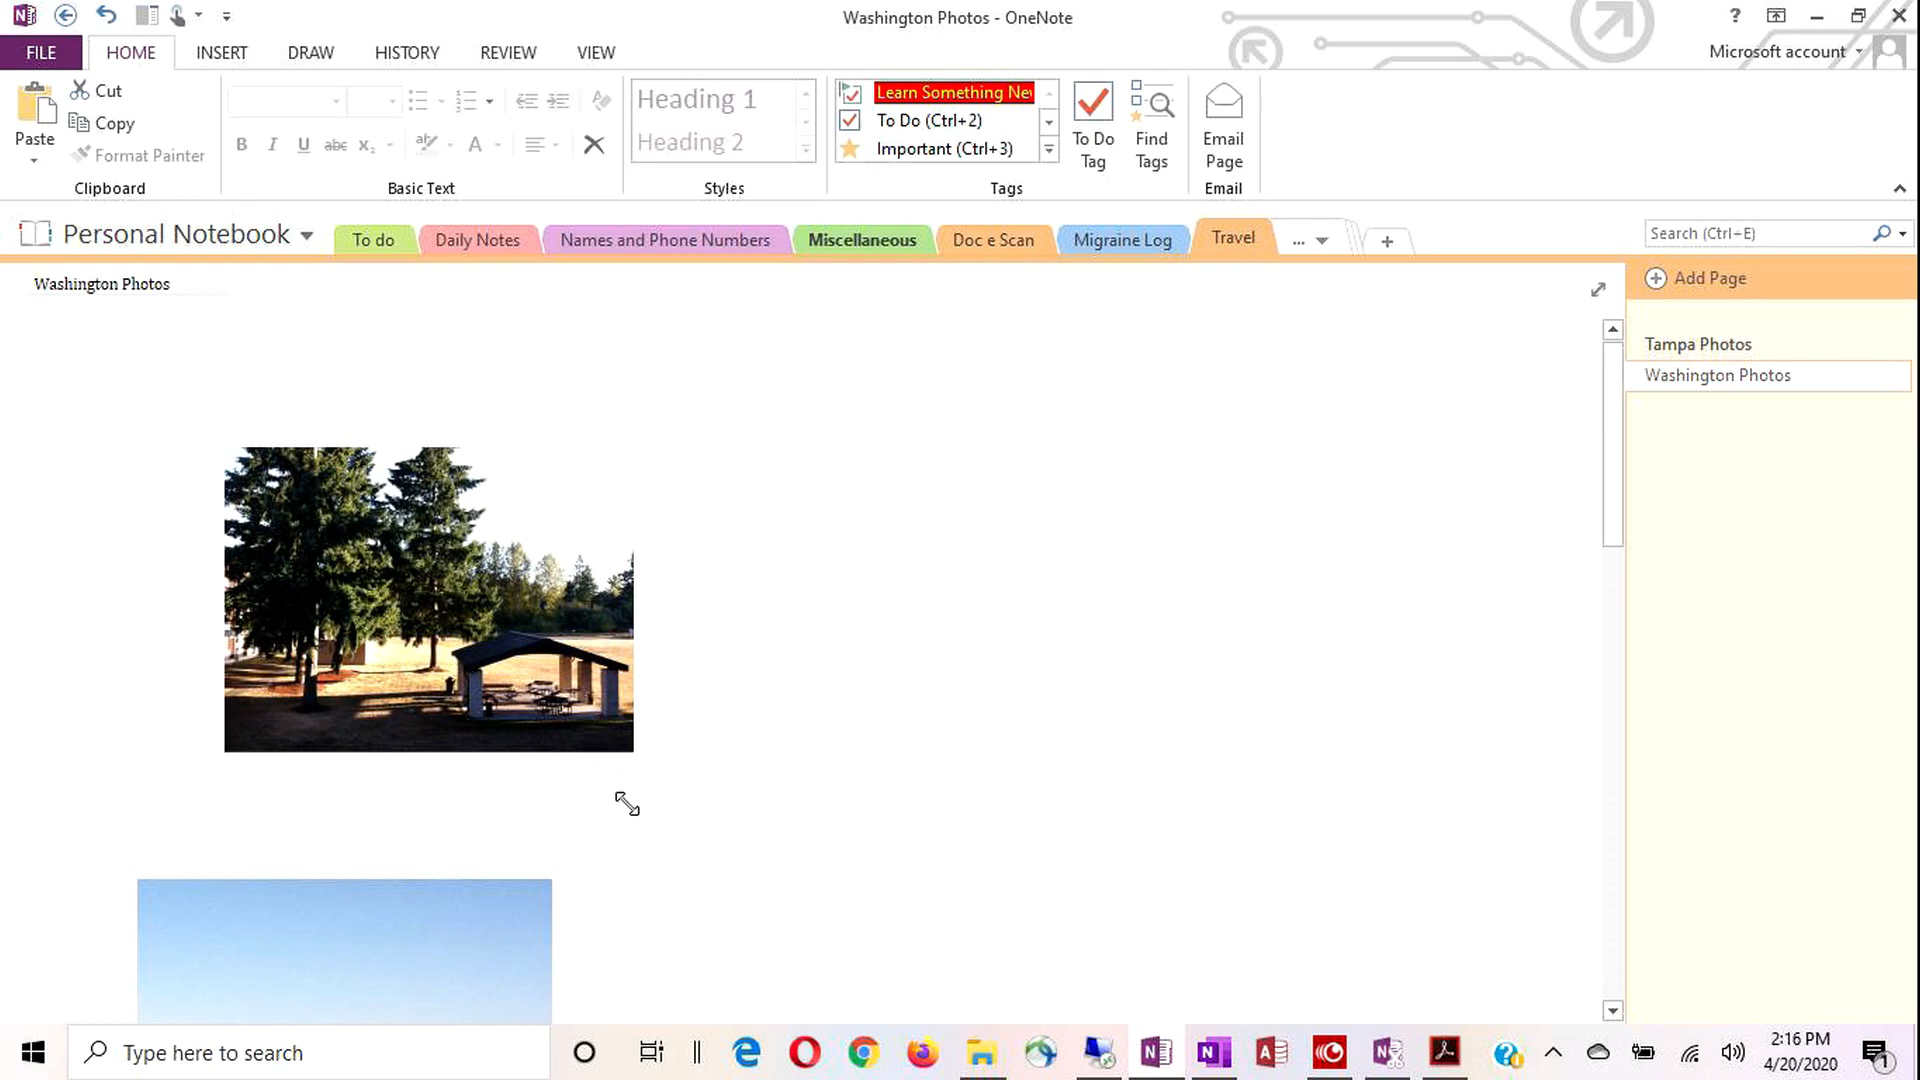 Washington Photos - OneNote
?
Microsoft account
FILE HOME INSERT DRAW HISTORY REVIEW VIEW
Paste
Cut
Copy
Format Painter
Clipboard
B I U abc X₂ A
Basic Text
Heading 1
Heading 2
Styles
Learn Something Nev
To Do (Ctrl+2)
Important (Ctrl+3)
To Do
Tag
Find
Tags
Tags
Email
Page
Email
Personal Notebook
To do
Daily Notes
Names and Phone Numbers
Miscellaneous
Doc e Scan
Migraine Log
Travel
...
+
Search (Ctrl+E)
Washington Photos
Add Page
Tampa Photos
Washington Photos
Type here to search
2:16 PM
4/20/2020
1